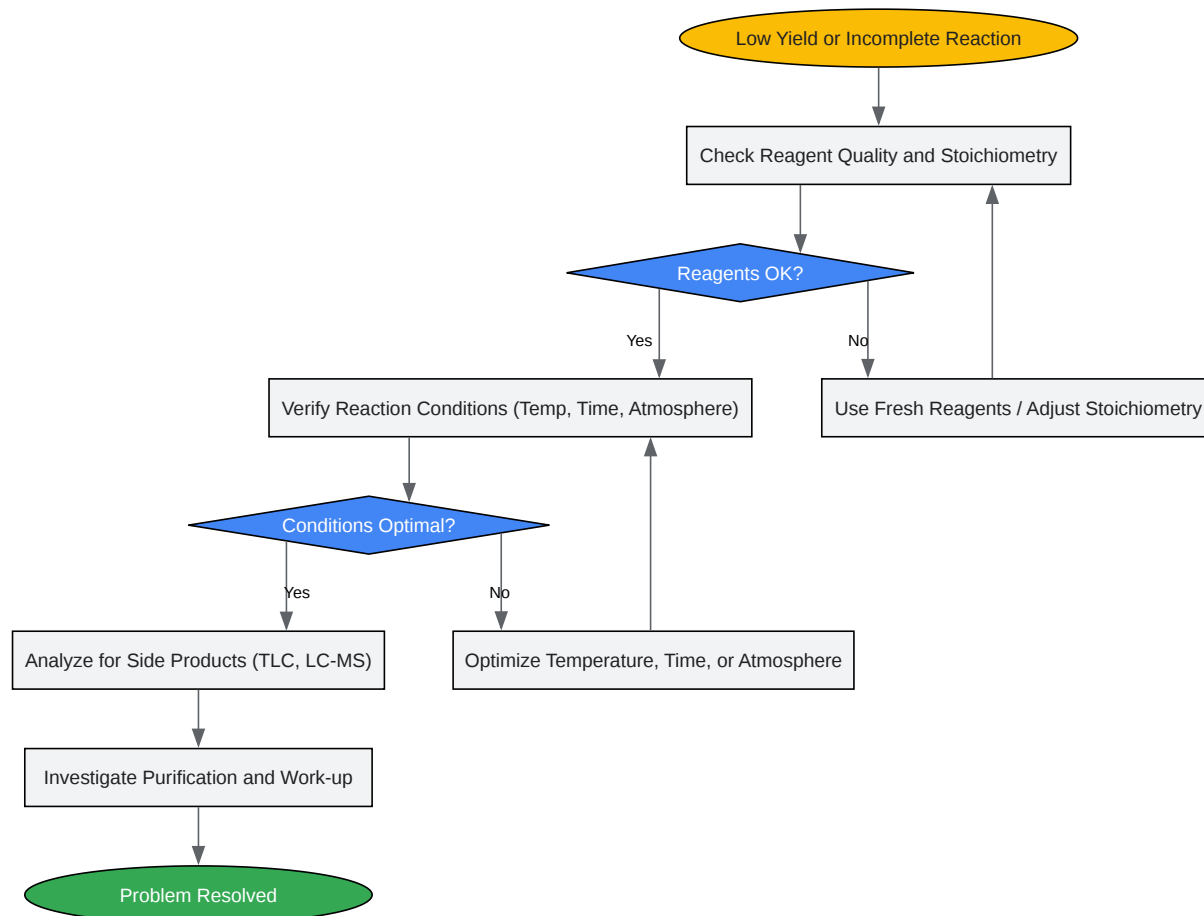 Low Yield or Incomplete Reaction
Check Reagent Quality and Stoichiometry
Reagents OK?
Yes
No
Verify Reaction Conditions (Temp, Time, Atmosphere)
Use Fresh Reagents / Adjust Stoichiometry
Conditions Optimal?
Yes
No
Analyze for Side Products (TLC, LC-MS)
Optimize Temperature, Time, or Atmosphere
Investigate Purification and Work-up
Problem Resolved